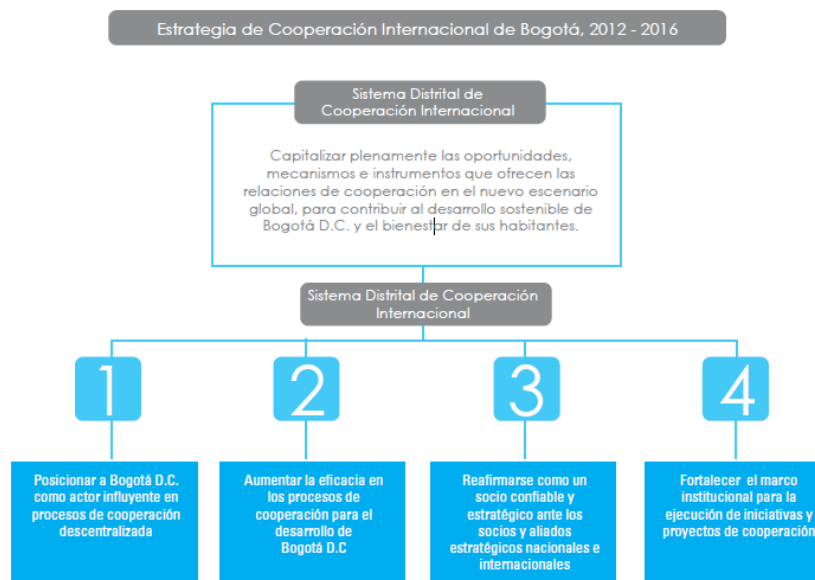 Estrategia de Cooperación Internacional de Bogotá, 2012 - 2016
Sistema Distrital de
Cooperación Internacional
Capitalizar plenamente las oportunidades,
mecanismos e instrumentos que ofrecen las
relaciones de cooperación en el nuevo escenario
global, para contribuir al desarrollo sostenible de
Bogotá D.C. y el bienestar de sus habitantes.
Sistema Distrital de Cooperación
Internacional
1
2
3
4
Posicionar a Bogotá D.C.
como actor influyente en
procesos de cooperación
descentralizada
Aumentar la eficacia en
los procesos de
cooperación para el
desarrollo de
Bogotá D.C
Reafirmarse como un
socio confiable y
estratégico ante los
socios y aliados
estratégicos nacionales e
internacionales
Fortalecer el marco
institucional para la
ejecución de iniciativas y
proyectos de cooperación